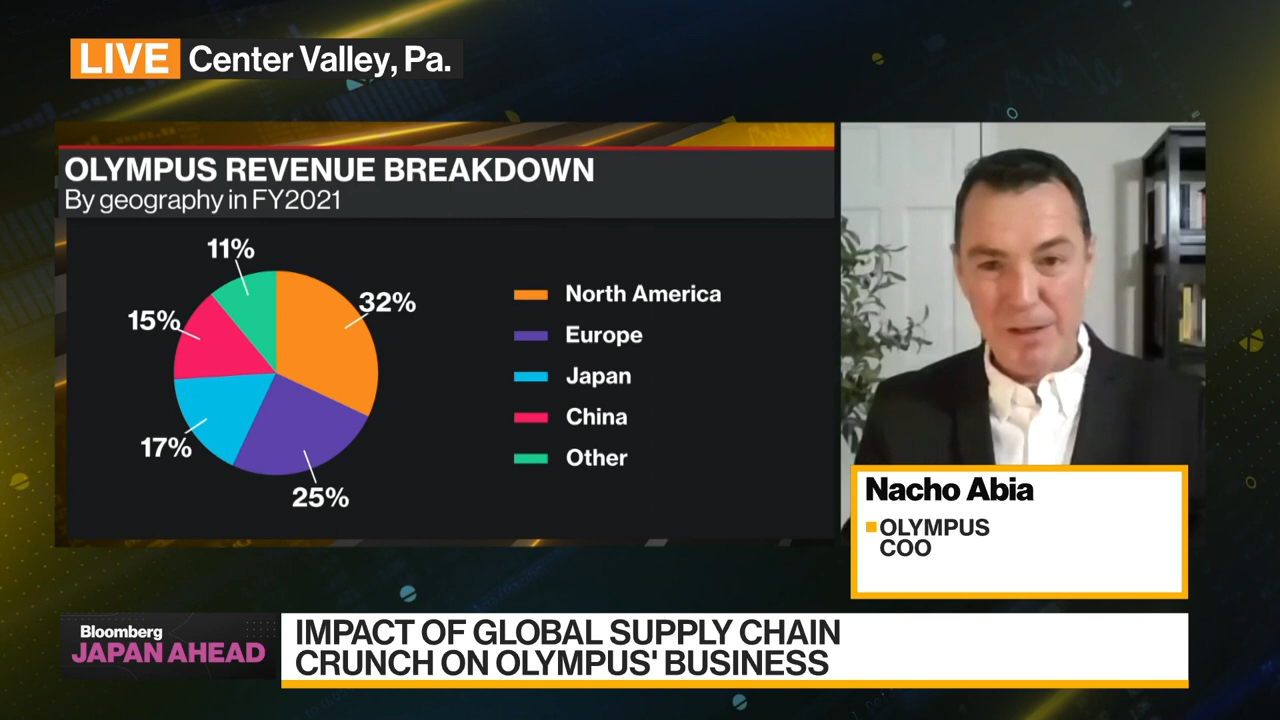 LIVE Center Valley, Pa.
OLYMPUS REVENUE BREAKDOWN
By geography in FY2021
11%
32%
15%
17%
25%
North America
Europe
Japan
China
Other
Nacho Abia
OLYMPUS
COO
Bloomberg
JAPAN AHEAD
IMPACT OF GLOBAL SUPPLY CHAIN
CRUNCH ON OLYMPUS' BUSINESS